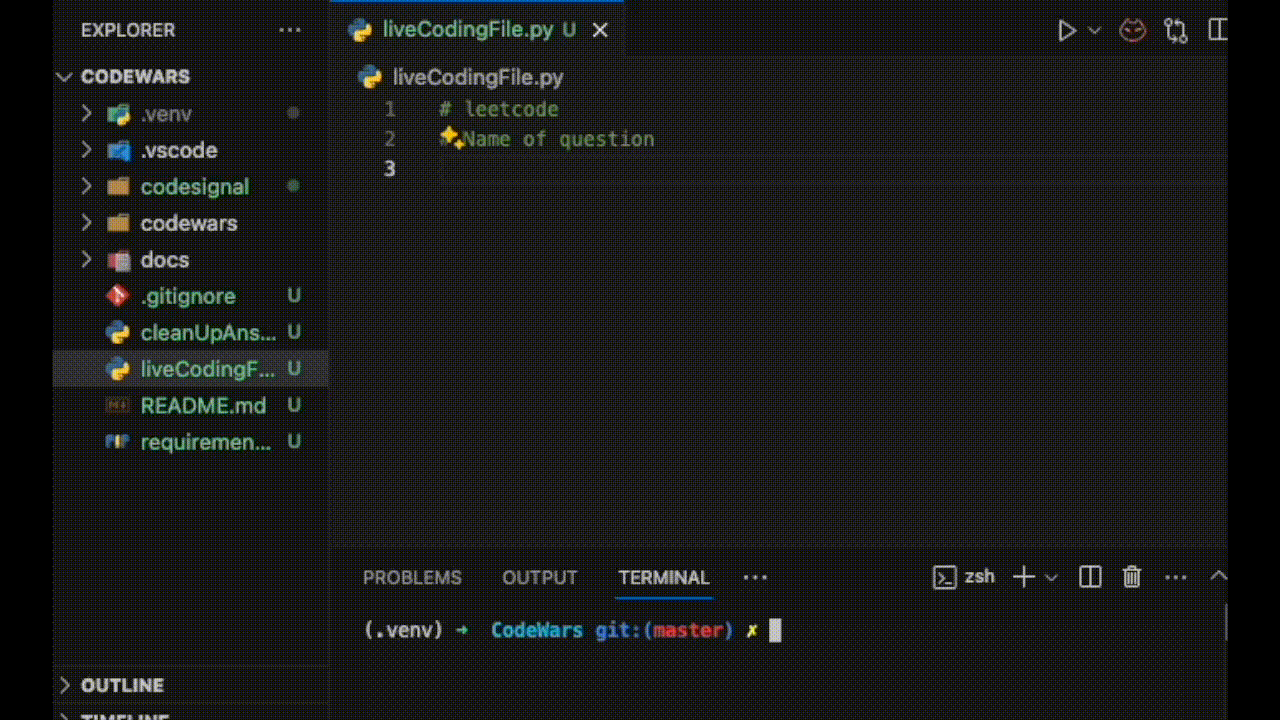 EXPLORER
CODEWARS
.venv
.vscode
codesignal
codewars
docs
.gitignore U
cleanUpAns... U
liveCodingF... U
README.md U
requiremen... U
OUTLINE
TIMELINE
liveCodingFile.py U
liveCodingFile.py
1 # leetcode
2 # Name of question
3
PROBLEMS OUTPUT TERMINAL ... zsh
(.venv) ➜ CodeWars git:(master) ✗